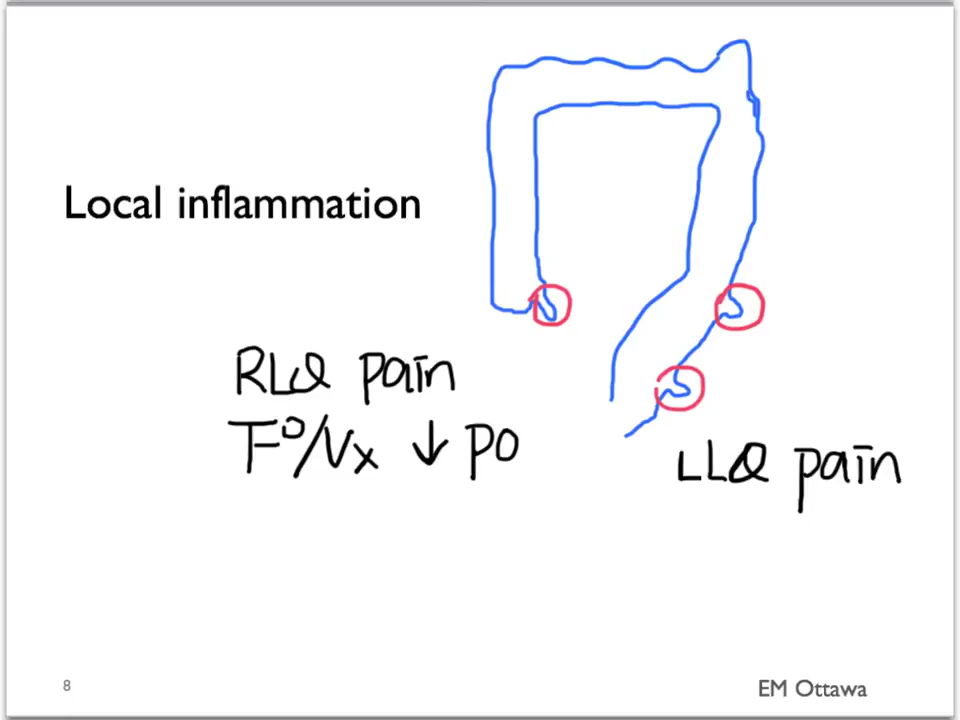 Local inflammation
RLQ pain
T°/Vx ↓ PO
LLQ pain
8
EM Ottawa